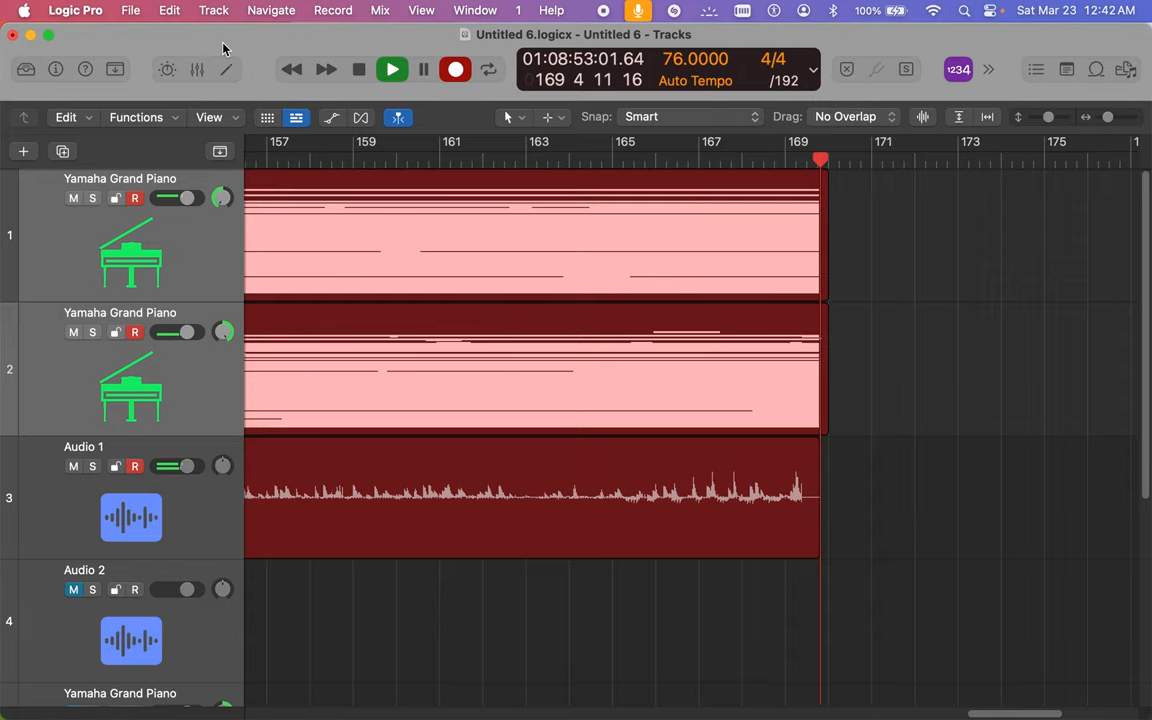 Logic Pro File Edit Track Navigate Record Mix View Window 1 Help 100% Sat Mar 23 12:42 AM
Untitled 6.logicx - Untitled 6 - Tracks
01:08:53:01.64 76.0000 4/4
169 4 11 16 Auto Tempo /192
1234
Edit Functions View Snap: Smart Drag: No Overlap
157 159 161 163 165 167 169 171 173 175 1
Yamaha Grand Piano
M S R
1
Yamaha Grand Piano
M S R
2
Audio 1
M S R
3
Audio 2
M S R
4
Yamaha Grand Piano